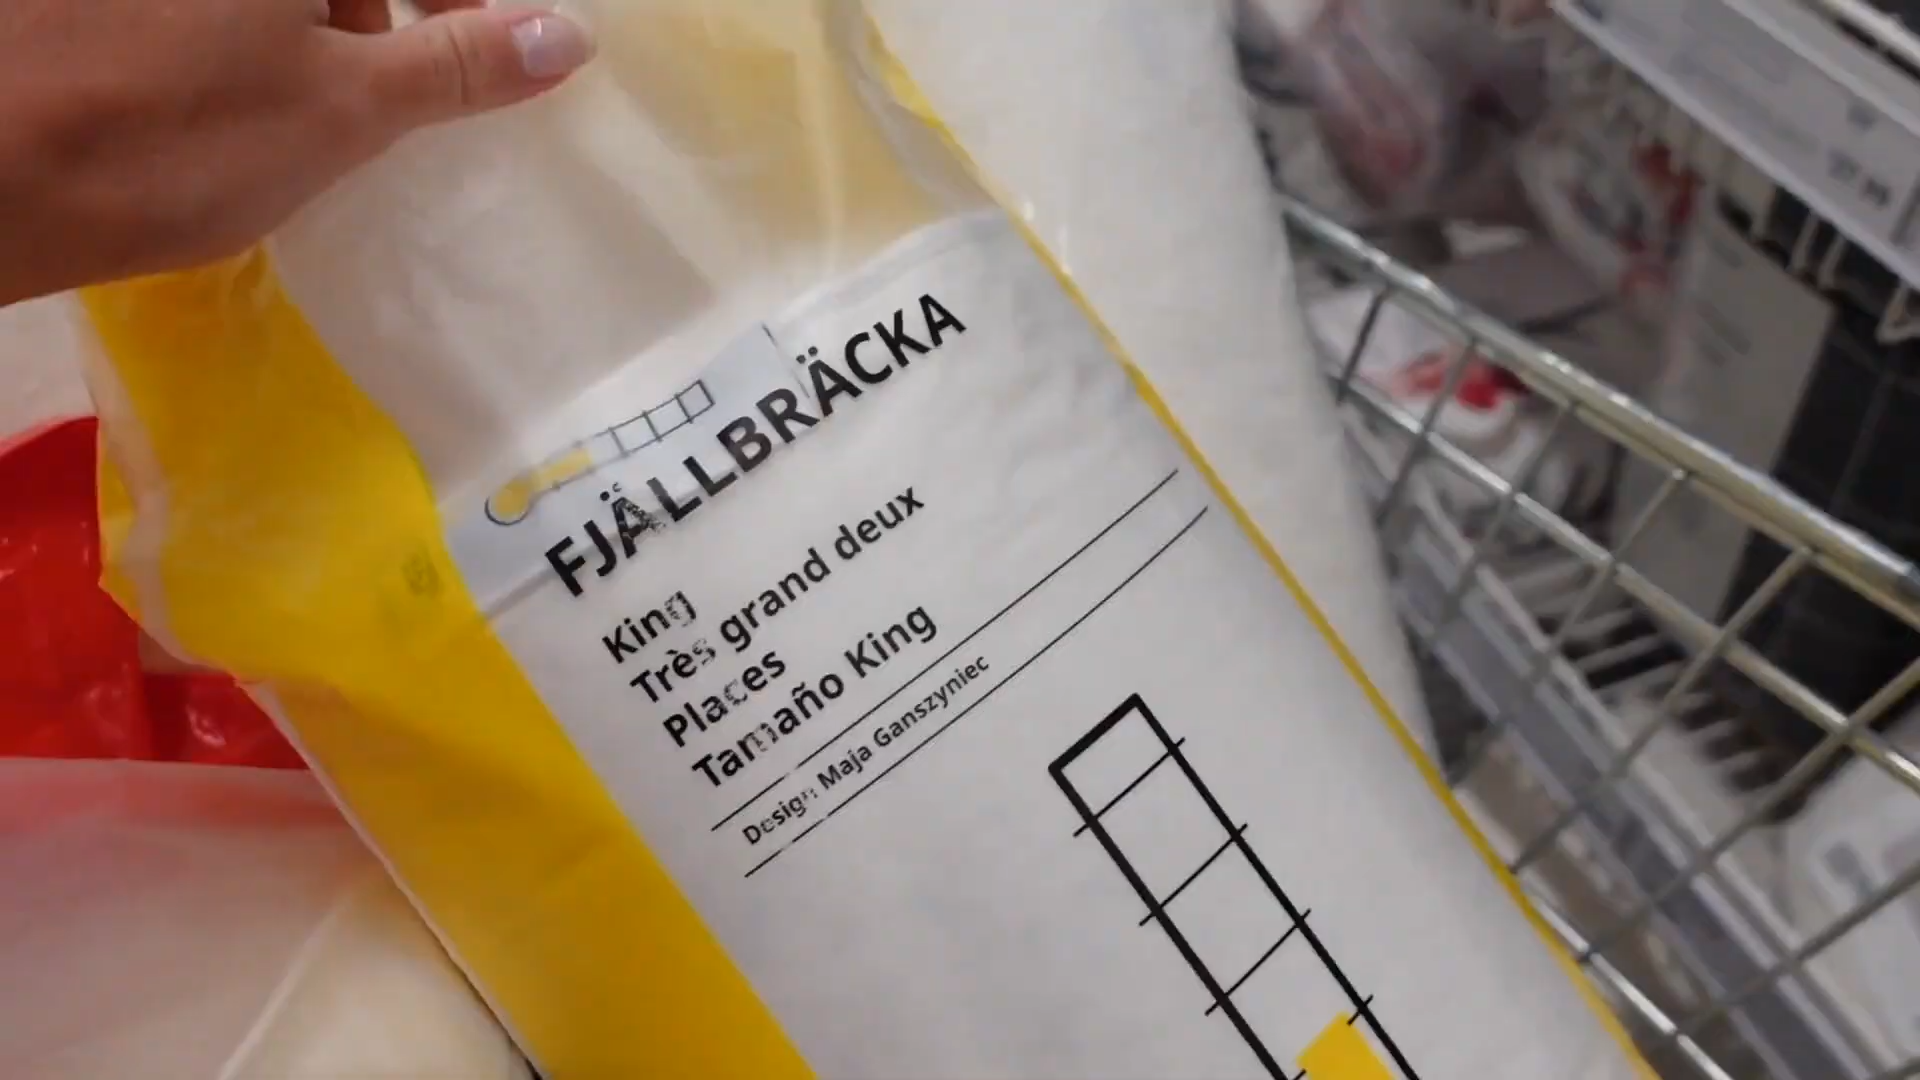 FJÄLLBRÄCKA
King
Très grand deux
Places
Tamaño King
Design Maja Ganszyniec